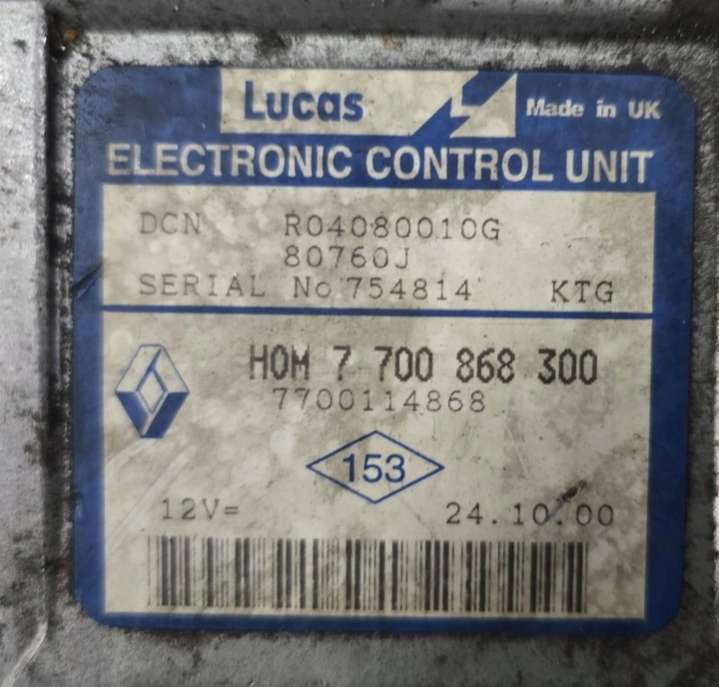 Lucas Made in UK
ELECTRONIC CONTROL UNIT
DCN R04080010G
80760J
SERIAL No.754814 KTG
HOM 7 700 868 300
7700114868
153
12V= 24.10.00